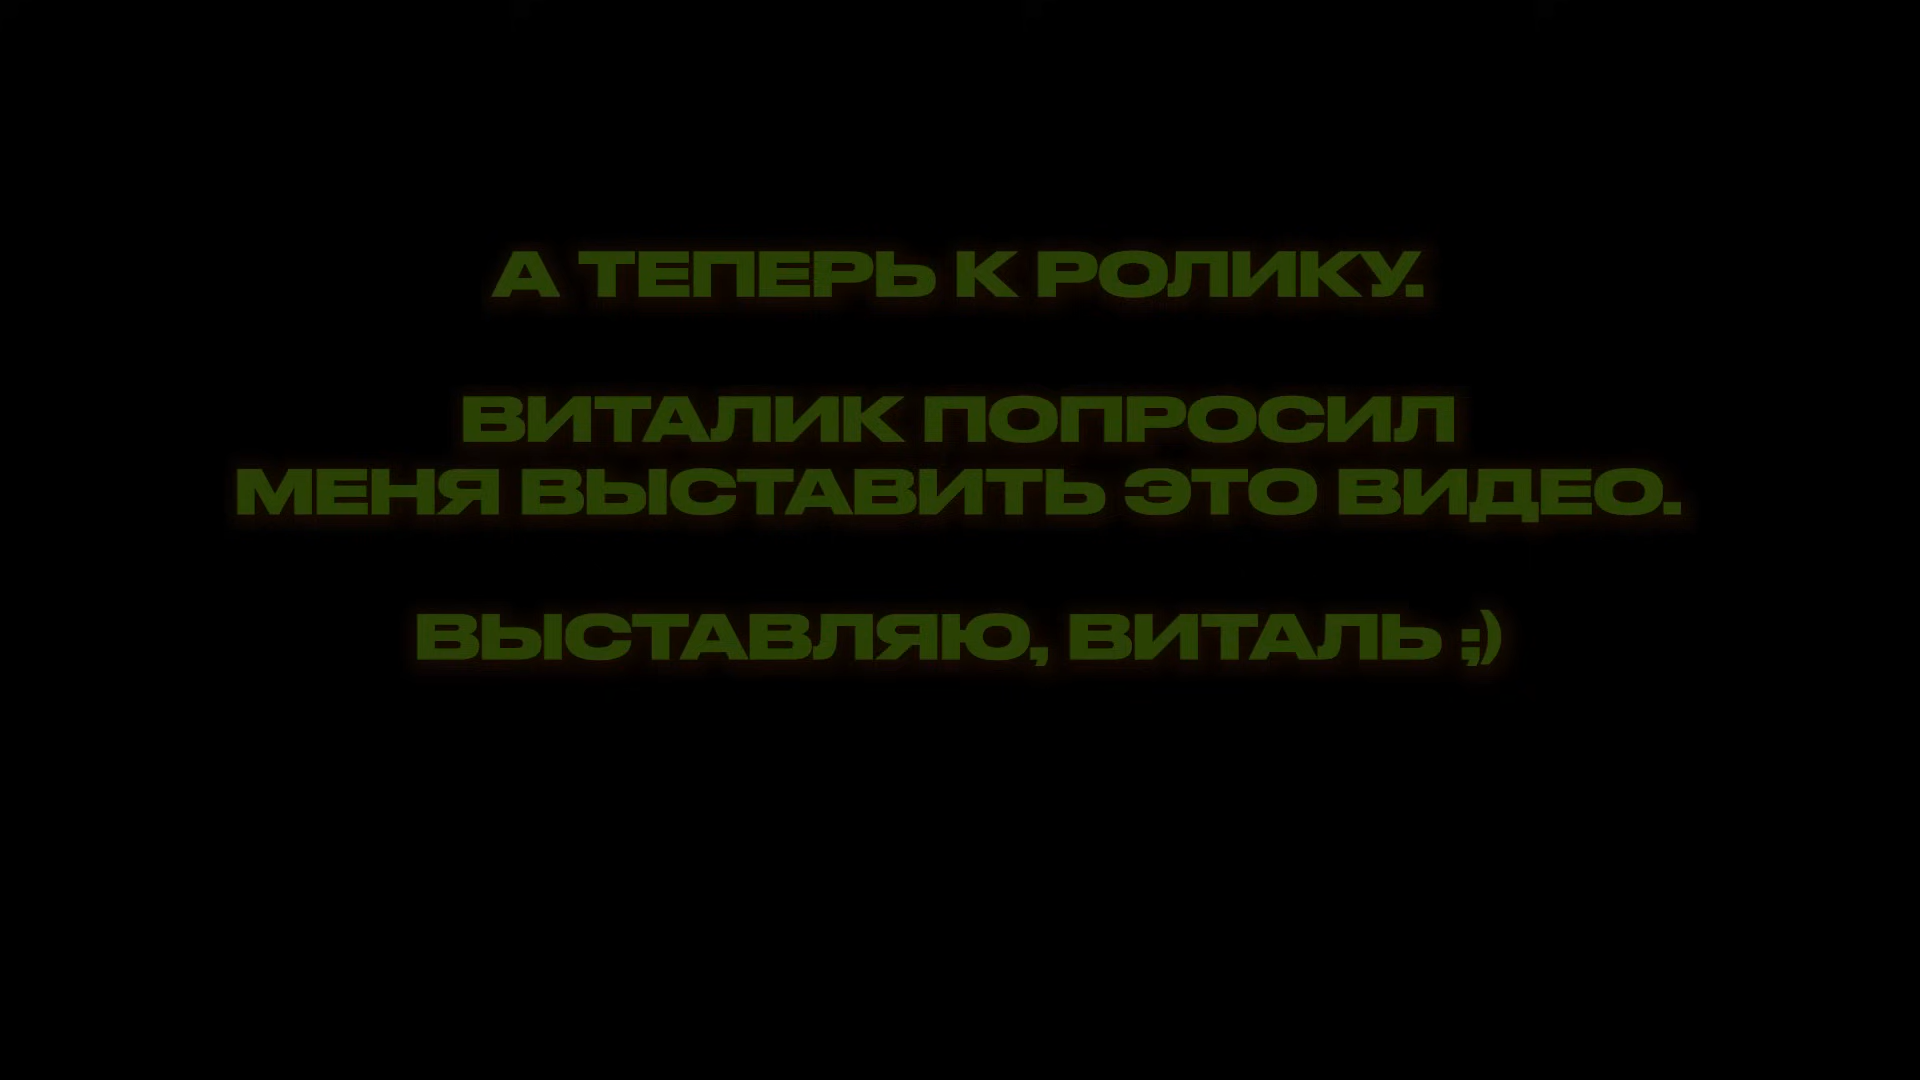 А ТЕПЕРЬ К РОЛИКУ.
ВИТАЛИК ПОПРОСИЛ
МЕНЯ ВЫСТАВИТЬ ЭТО ВИДЕО.
ВЫСТАВЛЯЮ, ВИТАЛЬ ;)